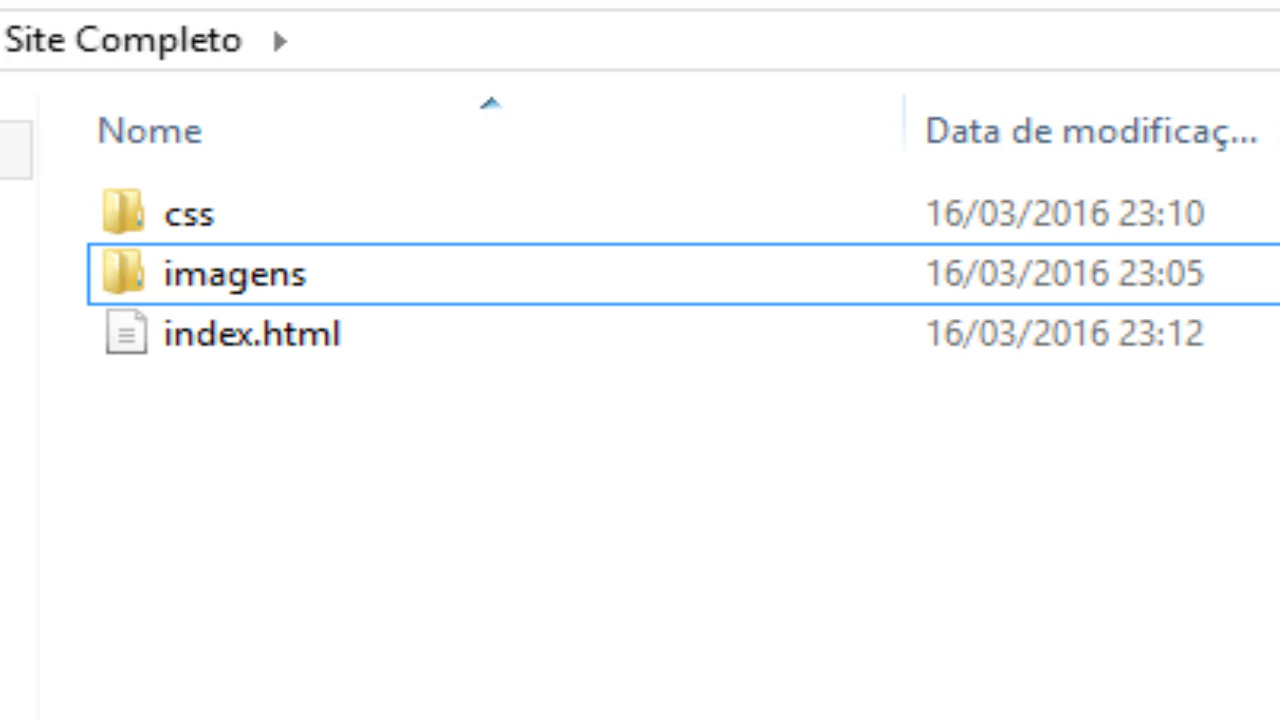 Site Completo
Nome Data de modificaç...
css 16/03/2016 23:10
imagens 16/03/2016 23:05
index.html 16/03/2016 23:12